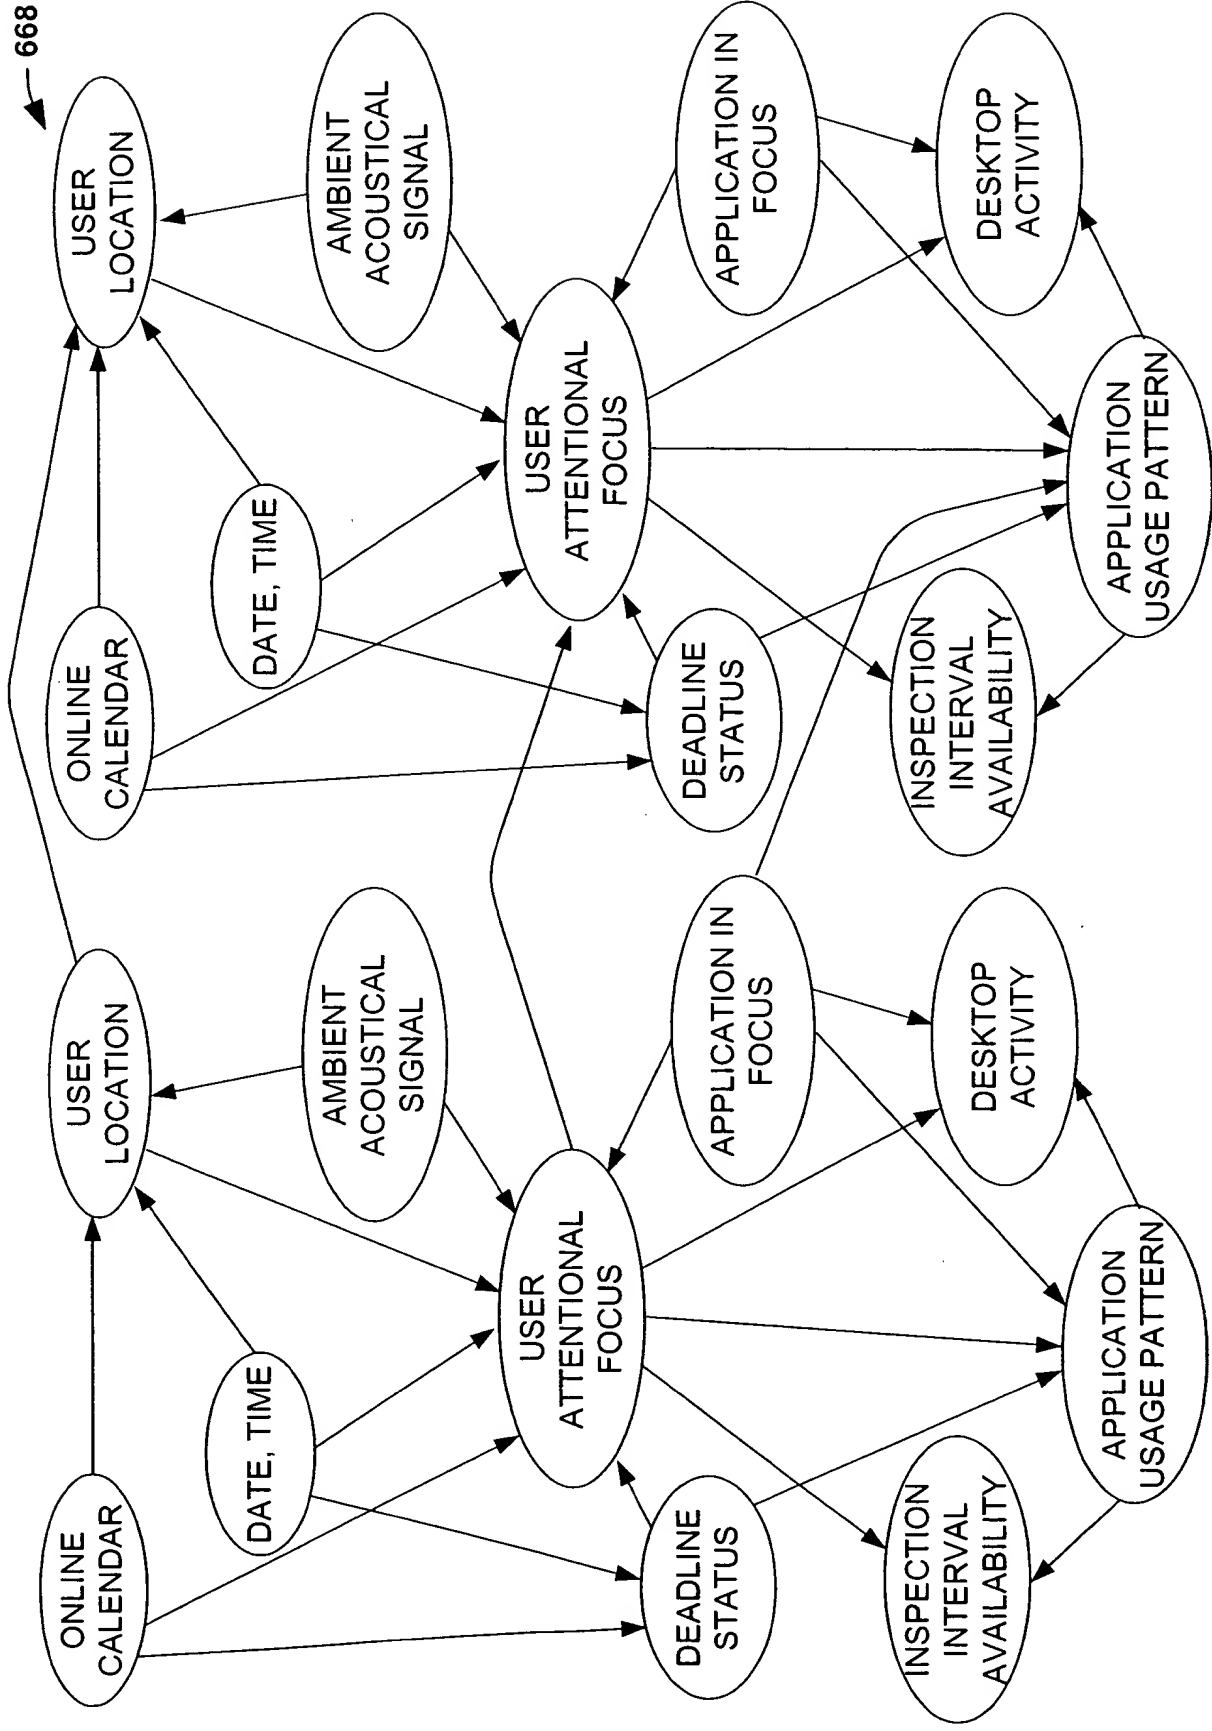 668
USER
LOCATION
ONLINE
CALENDAR
DATE, TIME
AMBIENT
ACOUSTICAL
SIGNAL
USER
ATTENTIONAL
FOCUS
DEADLINE
STATUS
APPLICATION IN
FOCUS
INSPECTION
INTERVAL
AVAILABILITY
DESKTOP
ACTIVITY
APPLICATION
USAGE PATTERN
USER
LOCATION
ONLINE
CALENDAR
DATE, TIME
AMBIENT
ACOUSTICAL
SIGNAL
USER
ATTENTIONAL
FOCUS
DEADLINE
STATUS
APPLICATION IN
FOCUS
INSPECTION
INTERVAL
AVAILABILITY
DESKTOP
ACTIVITY
APPLICATION
USAGE PATTERN